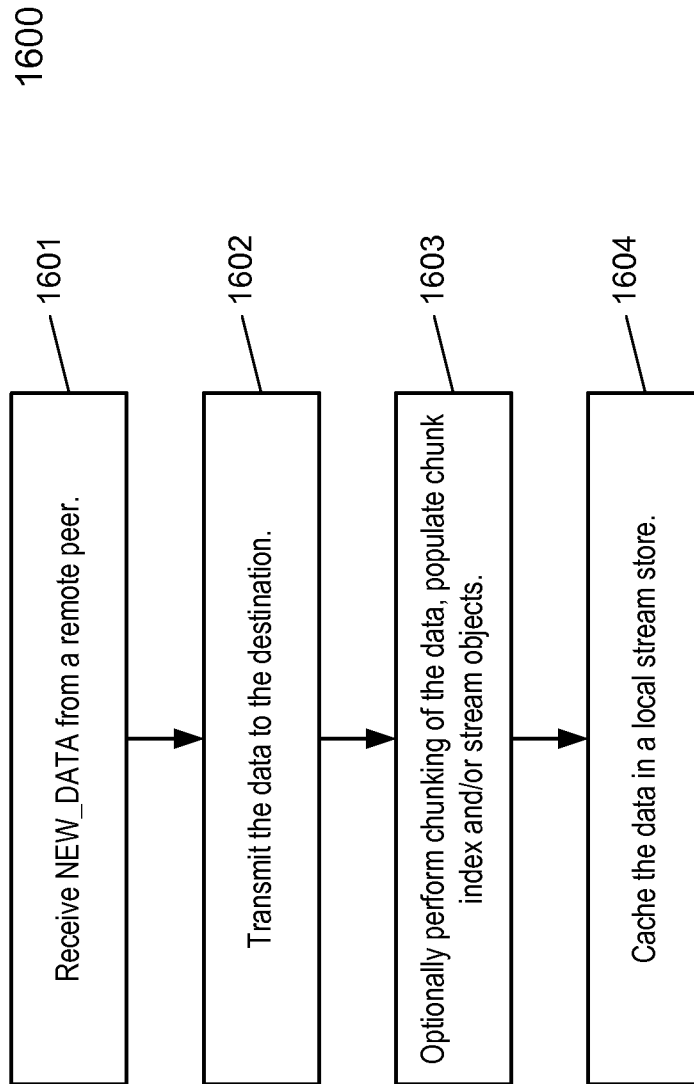 1600
Receive NEW_DATA from a remote peer.
1601
Transmit the data to the destination.
1602
Optionally perform chunking of the data, populate chunk
index and/or stream objects.
1603
Cache the data in a local stream store.
1604